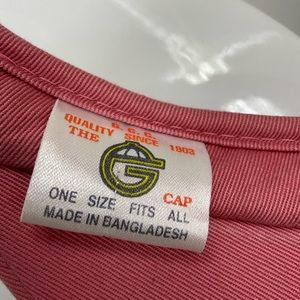 G. C. C.
QUALITY SINCE 1903
THE
G
CAP
ONE SIZE FITS ALL
MADE IN BANGLADESH